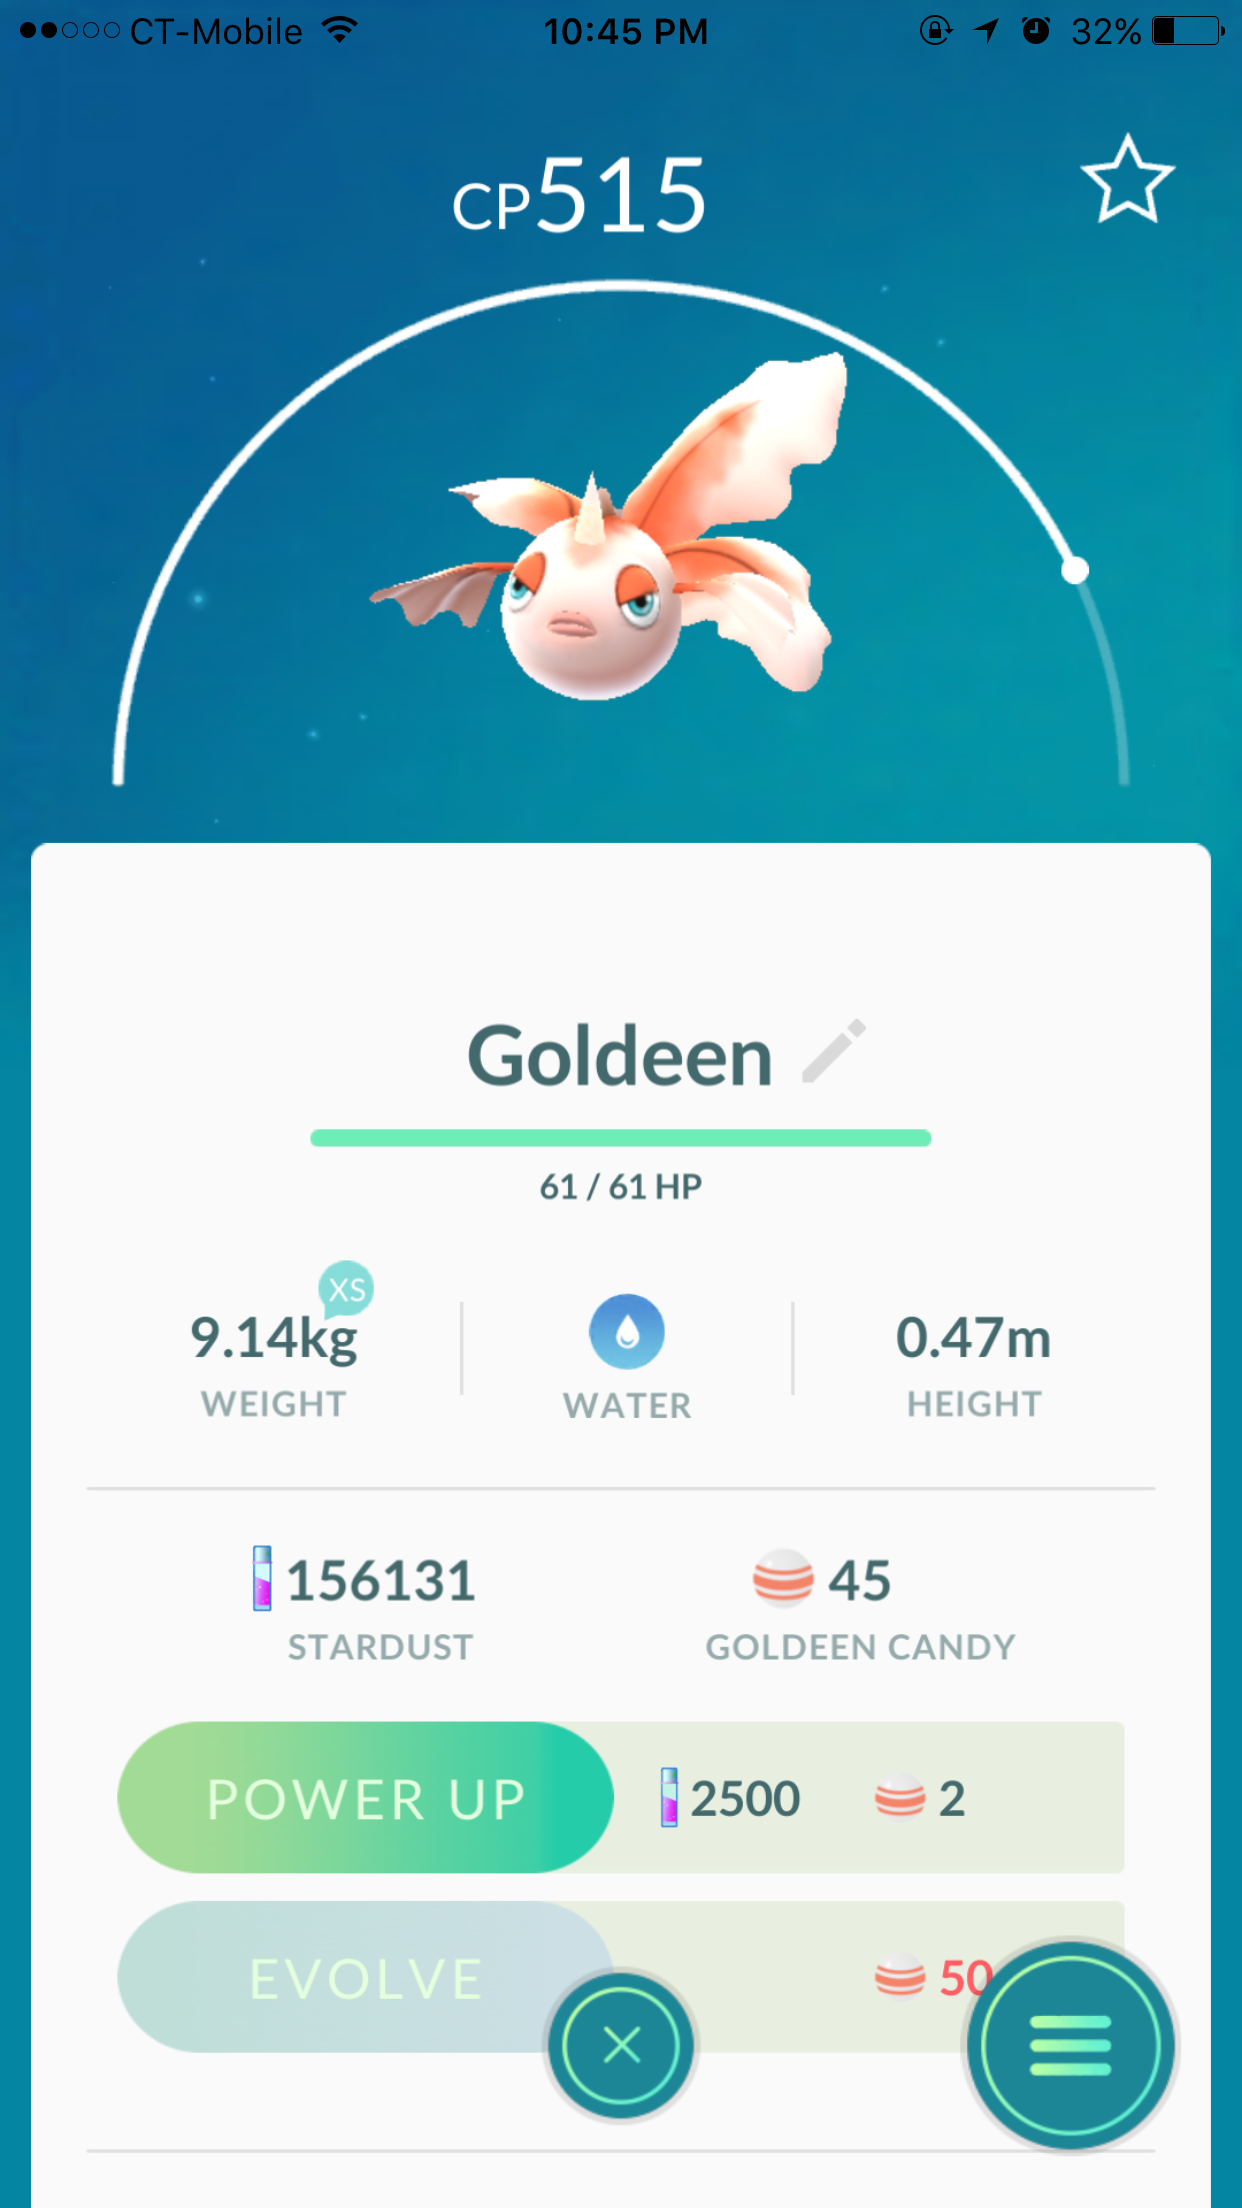 CT-Mobile 10:45 PM 32%
CP515
Goldeen
61 / 61 HP
XS
9.14kg 0.47m
WEIGHT WATER HEIGHT
156131 45
STARDUST GOLDEEN CANDY
POWER UP 2500 2
EVOLVE 50